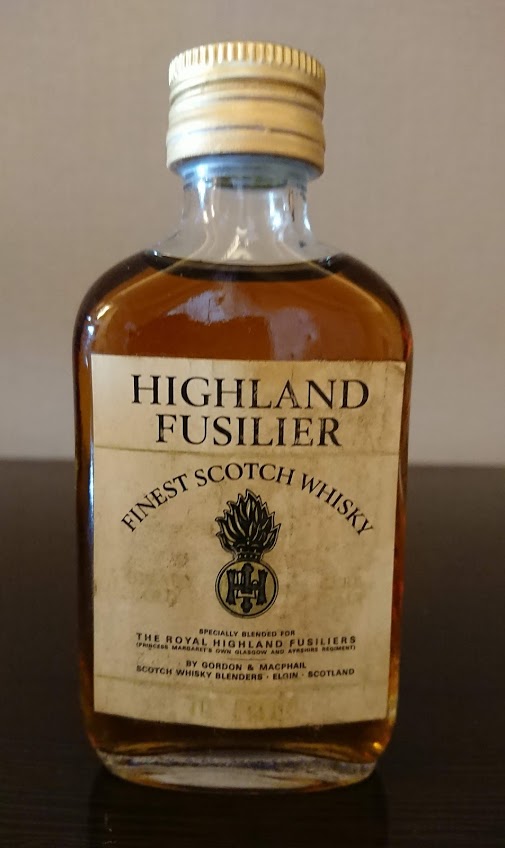 HIGHLAND
FUSILIER
FINEST SCOTCH WHISKY
SPECIALLY BLENDED FOR
THE ROYAL HIGHLAND FUSILIERS
(PRINCESS MARGARET'S OWN GLASGOW AND AYRSHIRE REGIMENT)
BY GORDON & MACPHAIL
SCOTCH WHISKY BLENDERS · ELGIN · SCOTLAND